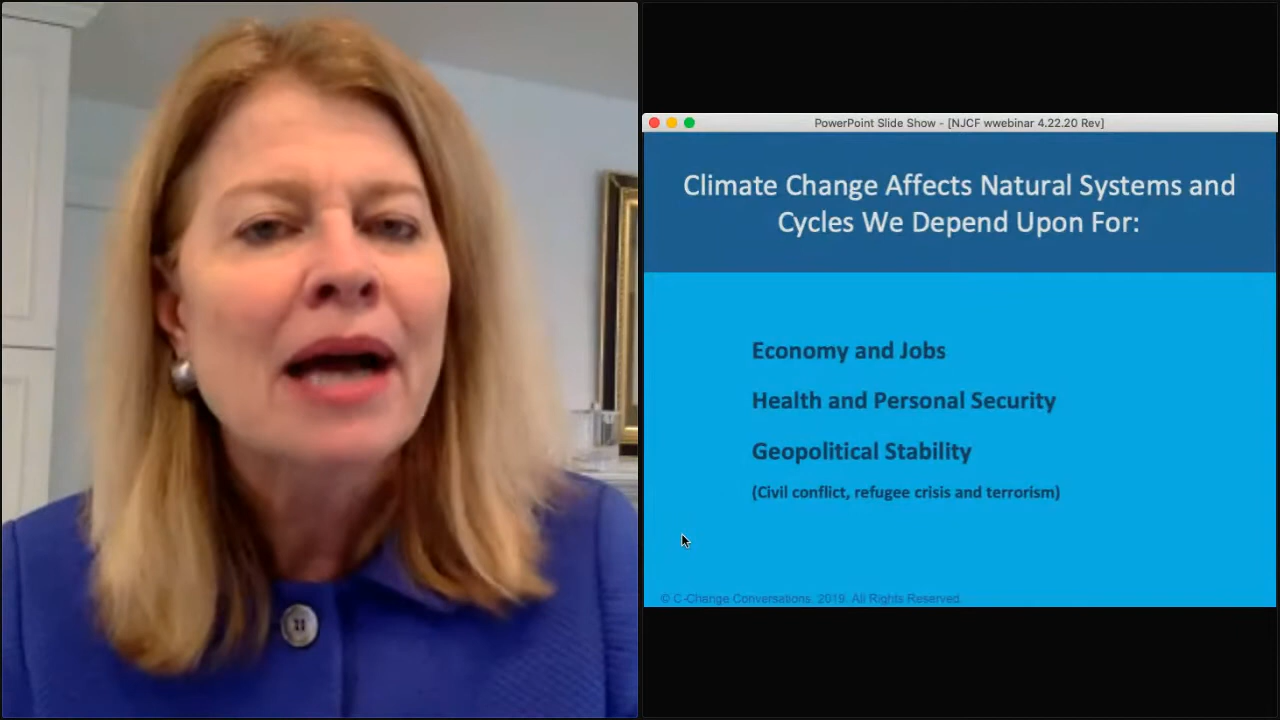 PowerPoint Slide Show - [NJCF wwebinar 4.22.20 Rev]
Climate Change Affects Natural Systems and
Cycles We Depend Upon For:
Economy and Jobs
Health and Personal Security
Geopolitical Stability
(Civil conflict, refugee crisis and terrorism)
© C-Change Conversations, 2019. All Rights Reserved.